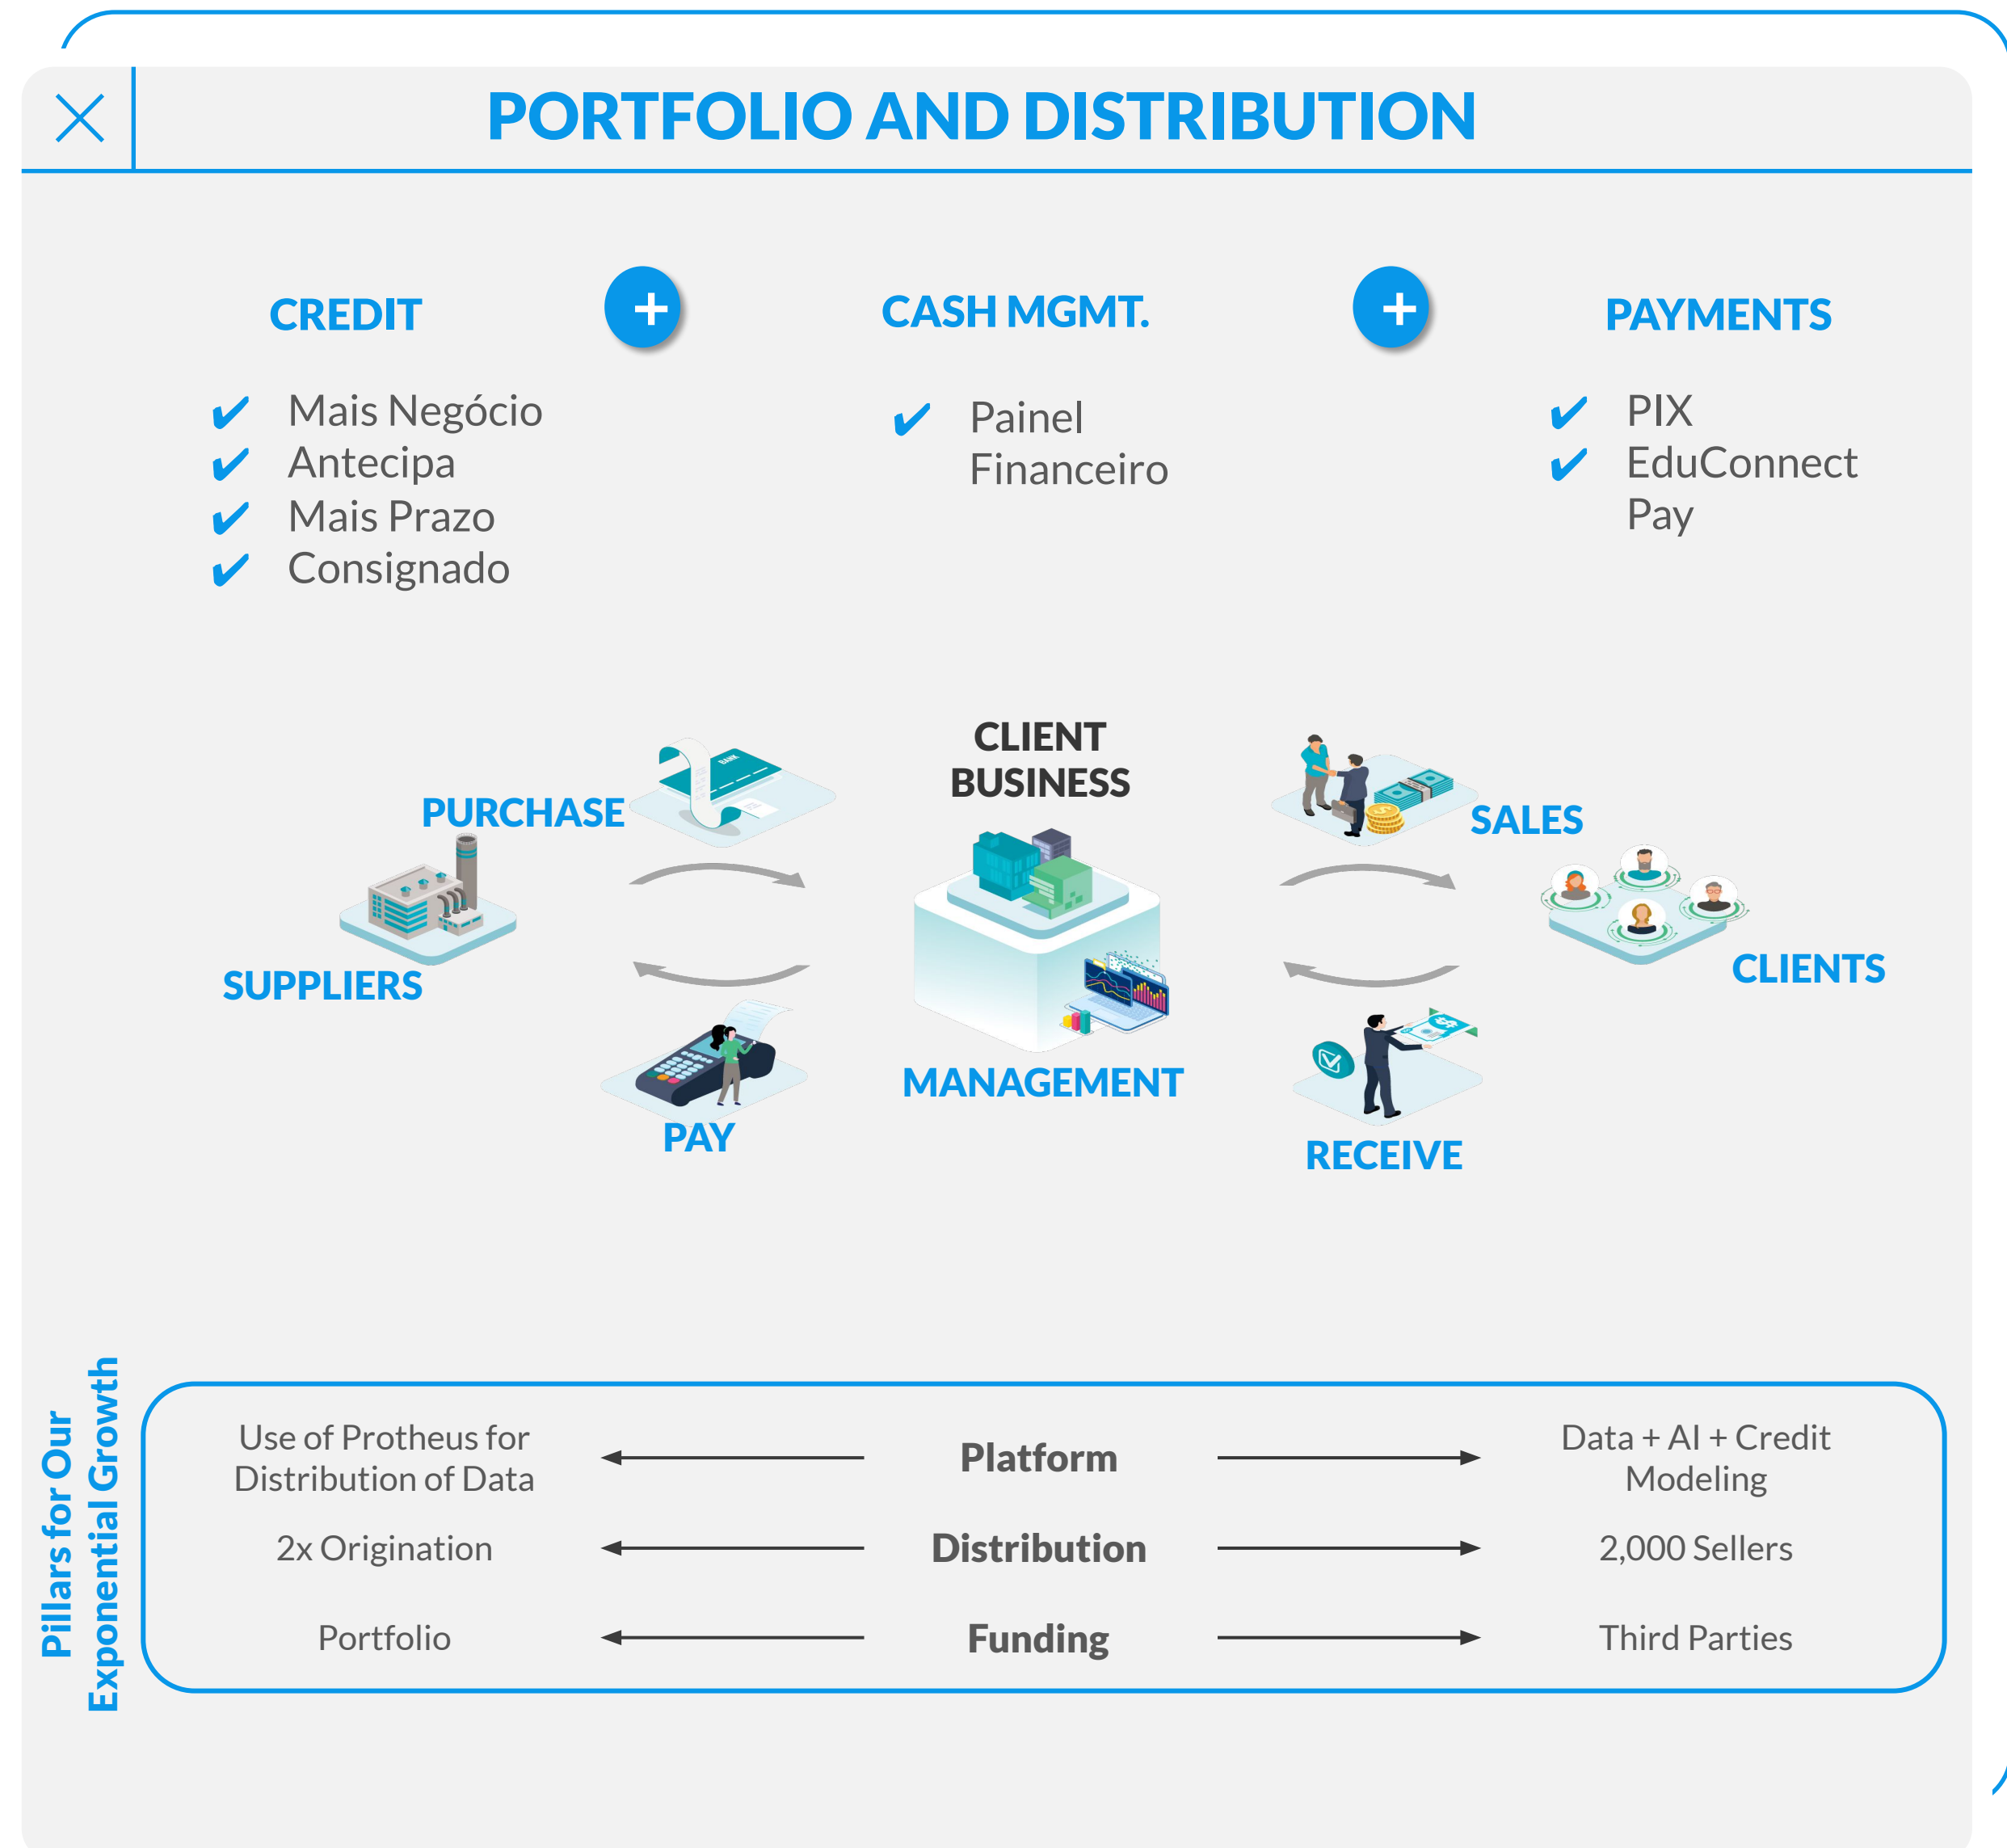 PORTFOLIO AND DISTRIBUTION
CREDIT
+
CASH MGMT.
+
PAYMENTS
✔ Mais Negócio
✔ Antecipa
✔ Mais Prazo
✔ Consignado
✔ Painel
Financeiro
✔ PIX
✔ EduConnect
Pay
CLIENT
BUSINESS
PURCHASE
BANK
SALES
SUPPLIERS
CLIENTS
MANAGEMENT
PAY
RECEIVE
Pillars for Our
Exponential Growth
Use of Protheus for
Distribution of Data
Platform
Data + AI + Credit
Modeling
2x Origination
Distribution
2,000 Sellers
Portfolio
Funding
Third Parties